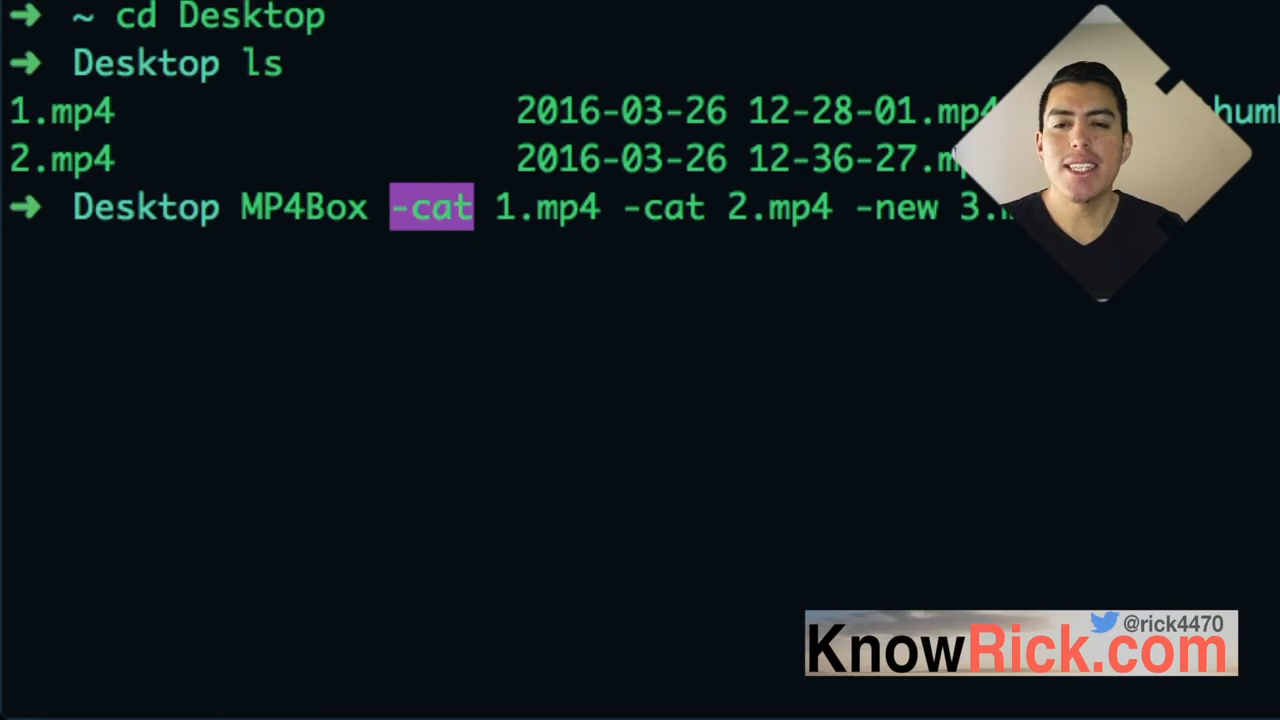 ➜ ~ cd Desktop
➜ Desktop ls
1.mp4 2016-03-26 12-28-01.mp4
2.mp4 2016-03-26 12-36-27.m
➜ Desktop MP4Box -cat 1.mp4 -cat 2.mp4 -new 3.
@rick4470
KnowRick.com